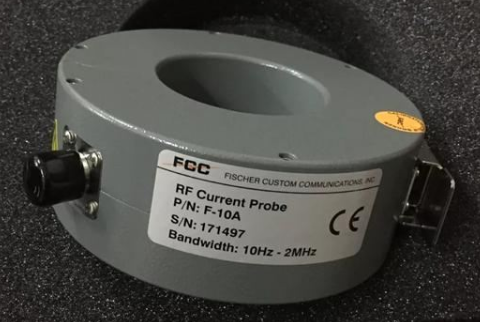 FCC FISCHER CUSTOM COMMUNICATIONS, INC.
RF Current Probe
P/N: F-10A
S/N: 171497
Bandwidth: 10Hz - 2MHz
CE